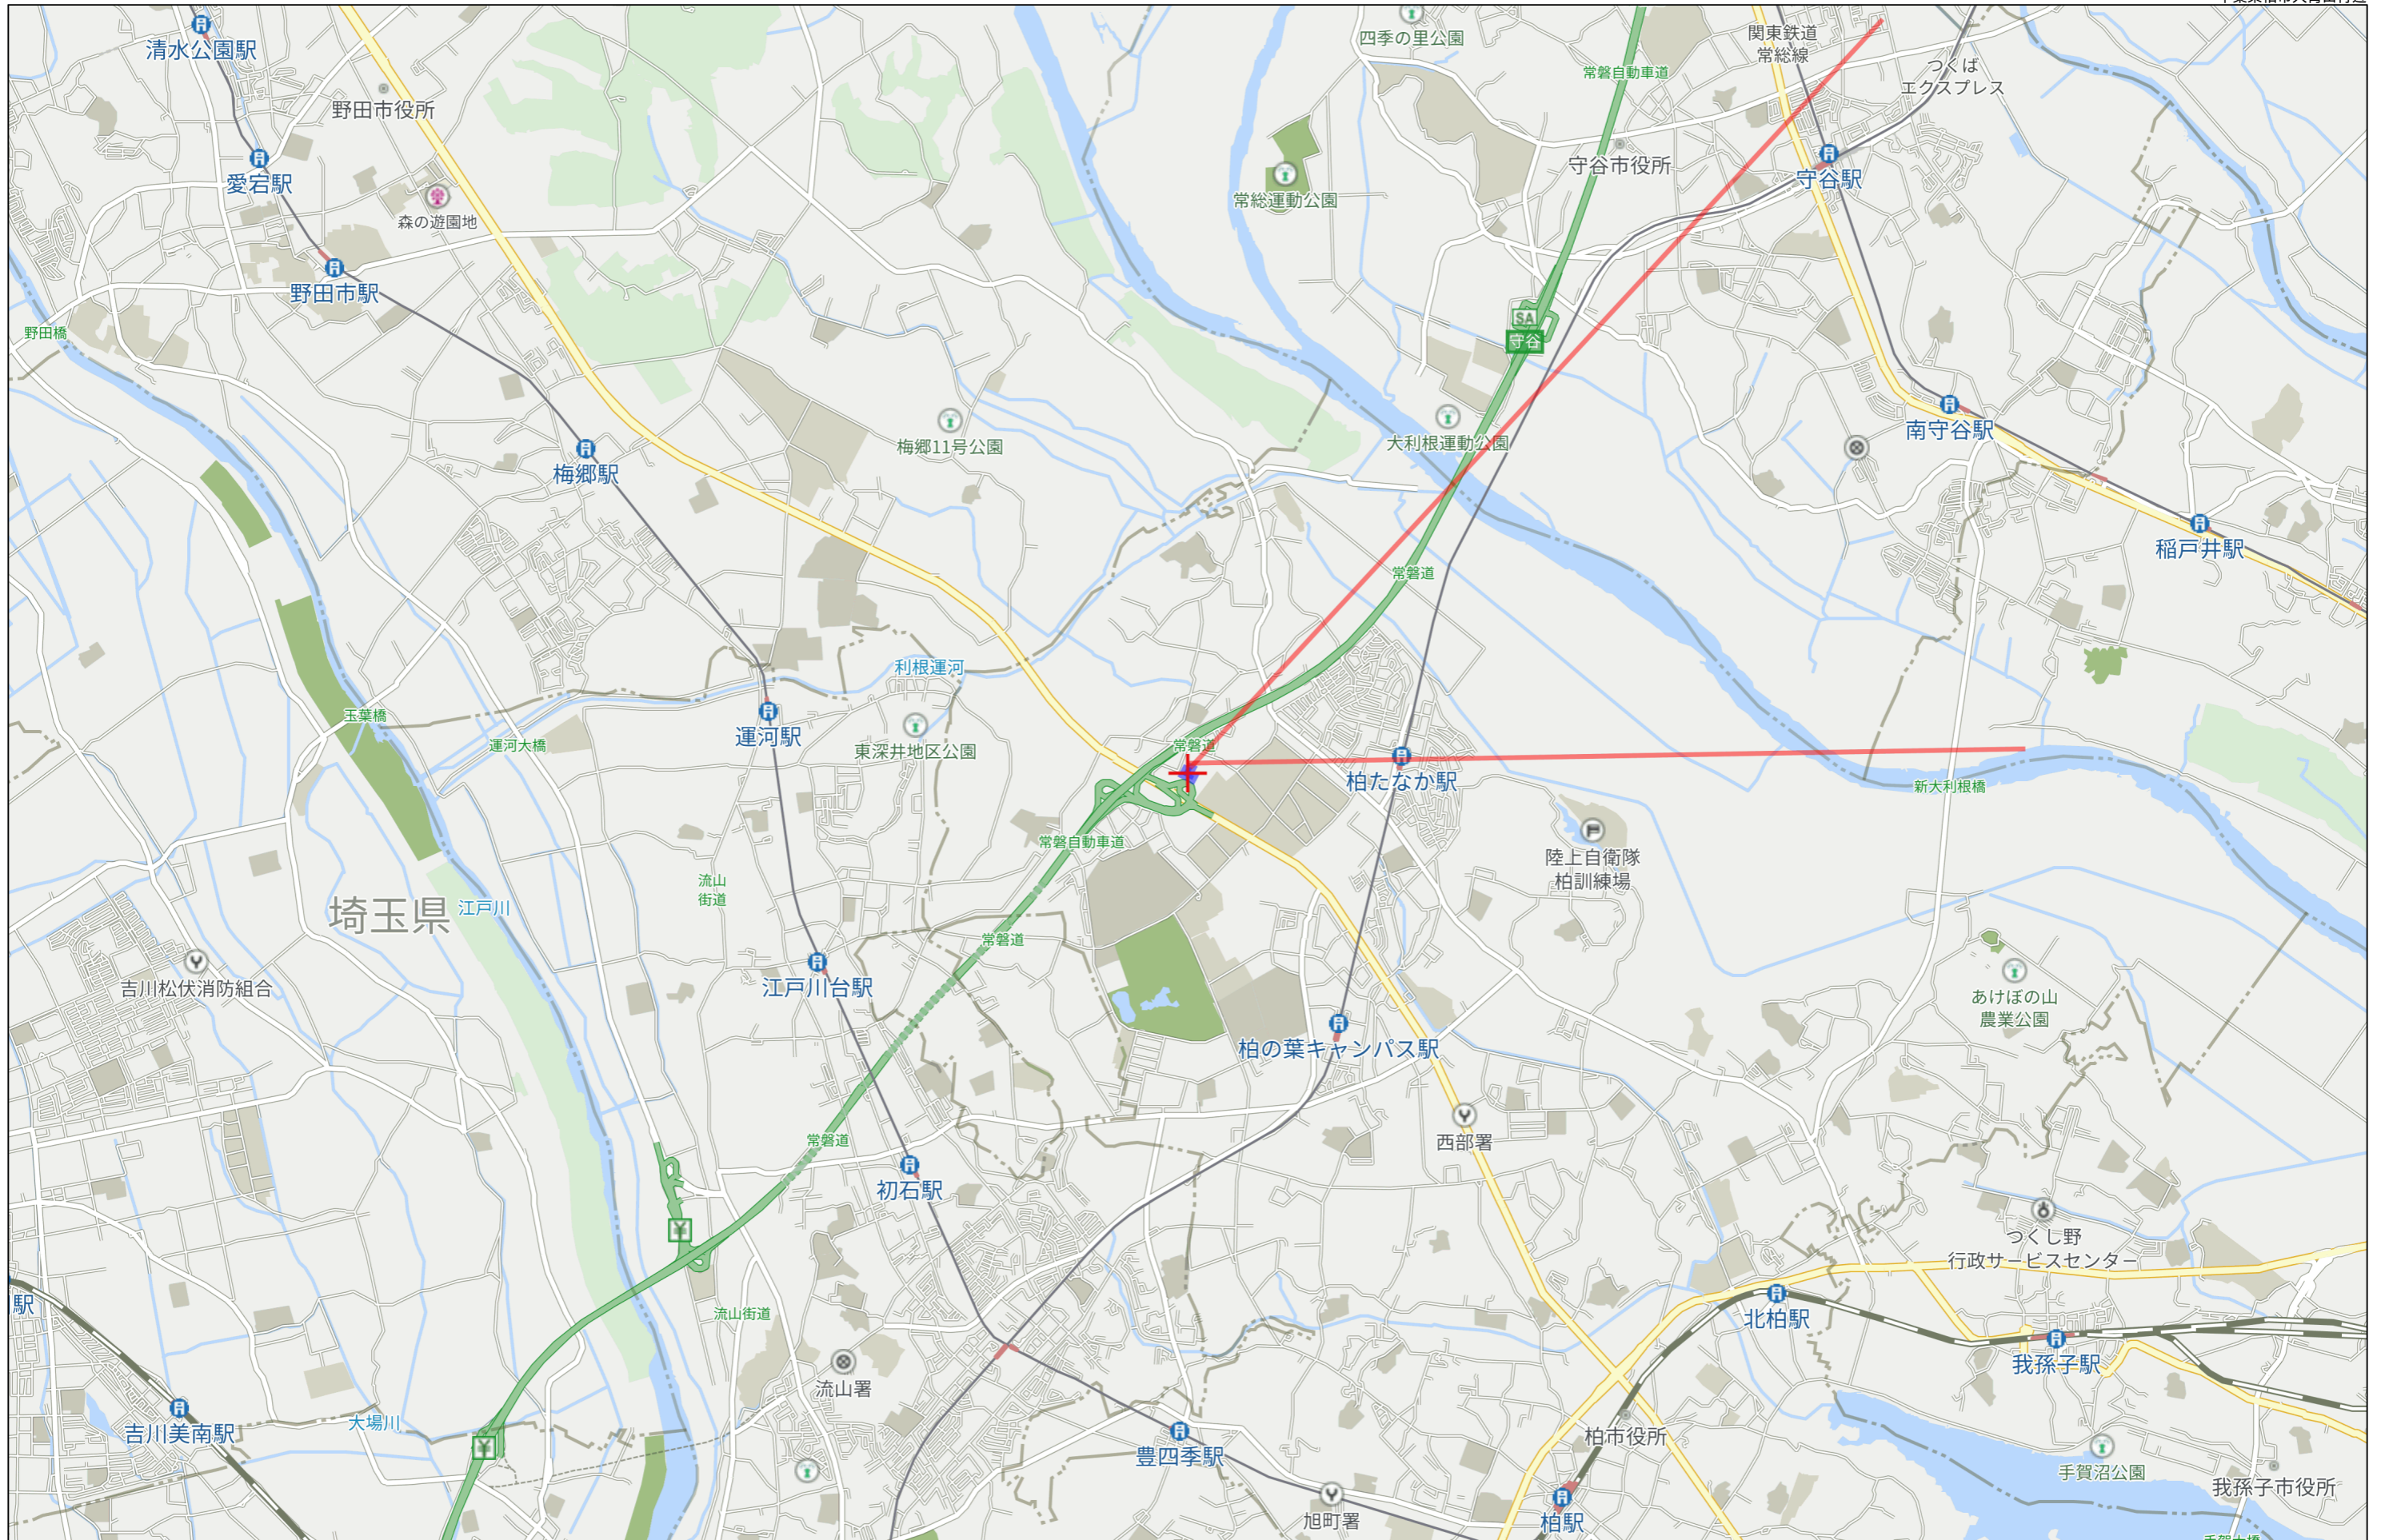 四季の里公園
関東鉄道
常総線
清水公園駅
常磐自動車道
つくば
エクスプレス
野田市役所
守谷市役所
守谷駅
愛宕駅
常総運動公園
森の遊園地
野田市駅
SA
守谷
野田橋
南守谷駅
大利根運動公園
梅郷11号公園
梅郷駅
稲戸井駅
常磐道
利根運河
玉葉橋
運河駅
運河大橋
東深井地区公園
常磐道
柏たなか駅
新大利根橋
常磐自動車道
陸上自衛隊
柏訓練場
流山
街道
埼玉県
江戸川
常磐道
吉川松伏消防組合
江戸川台駅
あけぼの山
農業公園
柏の葉キャンパス駅
常磐道
西部署
初石駅
つくし野
行政サービスセンター
駅
流山街道
北柏駅
我孫子駅
流山署
大場川
吉川美南駅
柏市役所
豊四季駅
手賀沼公園
我孫子市役所
旭町署
柏駅